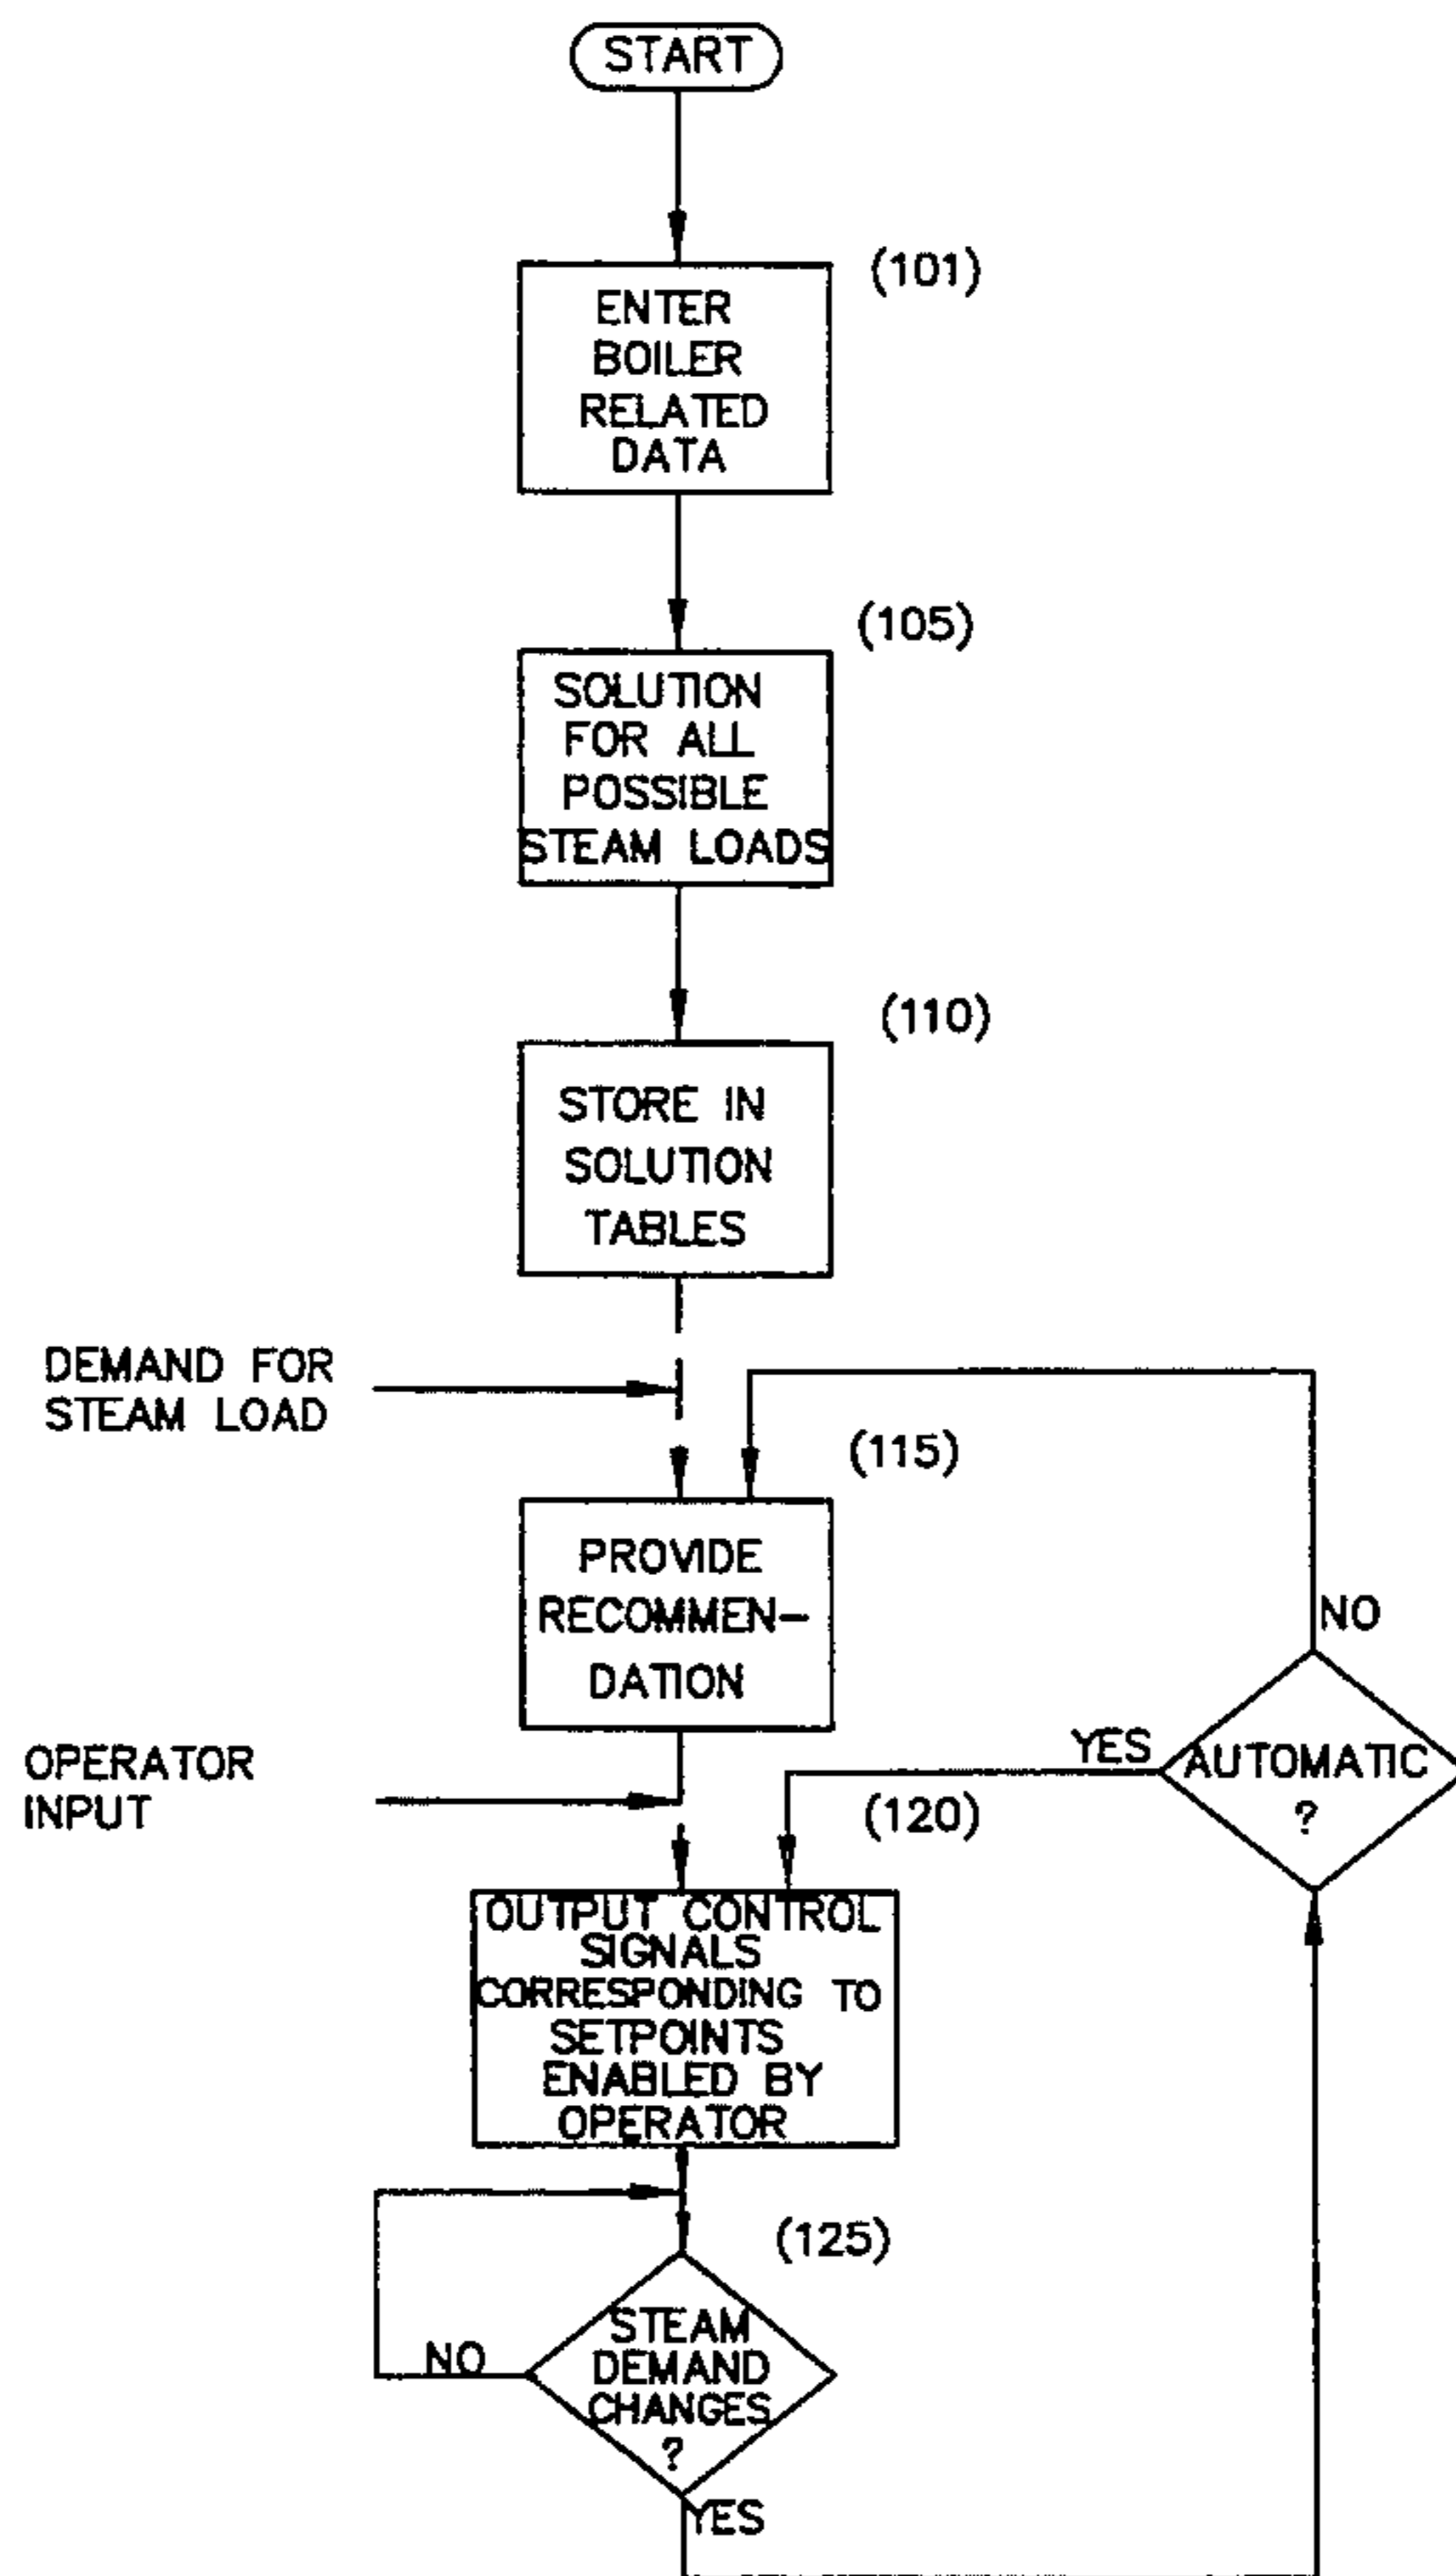 START
(101)
ENTER
BOILER
RELATED
DATA
(105)
SOLUTION
FOR ALL
POSSIBLE
STEAM LOADS
(110)
STORE IN
SOLUTION
TABLES
DEMAND FOR
STEAM LOAD
(115)
PROVIDE
RECOMMEN-
DATION
NO
YES
AUTOMATIC
?
OPERATOR
INPUT
(120)
OUTPUT CONTROL
SIGNALS
CORRESPONDING TO
SETPOINTS
ENABLED BY
OPERATOR
(125)
STEAM
DEMAND
CHANGES
?
NO
YES